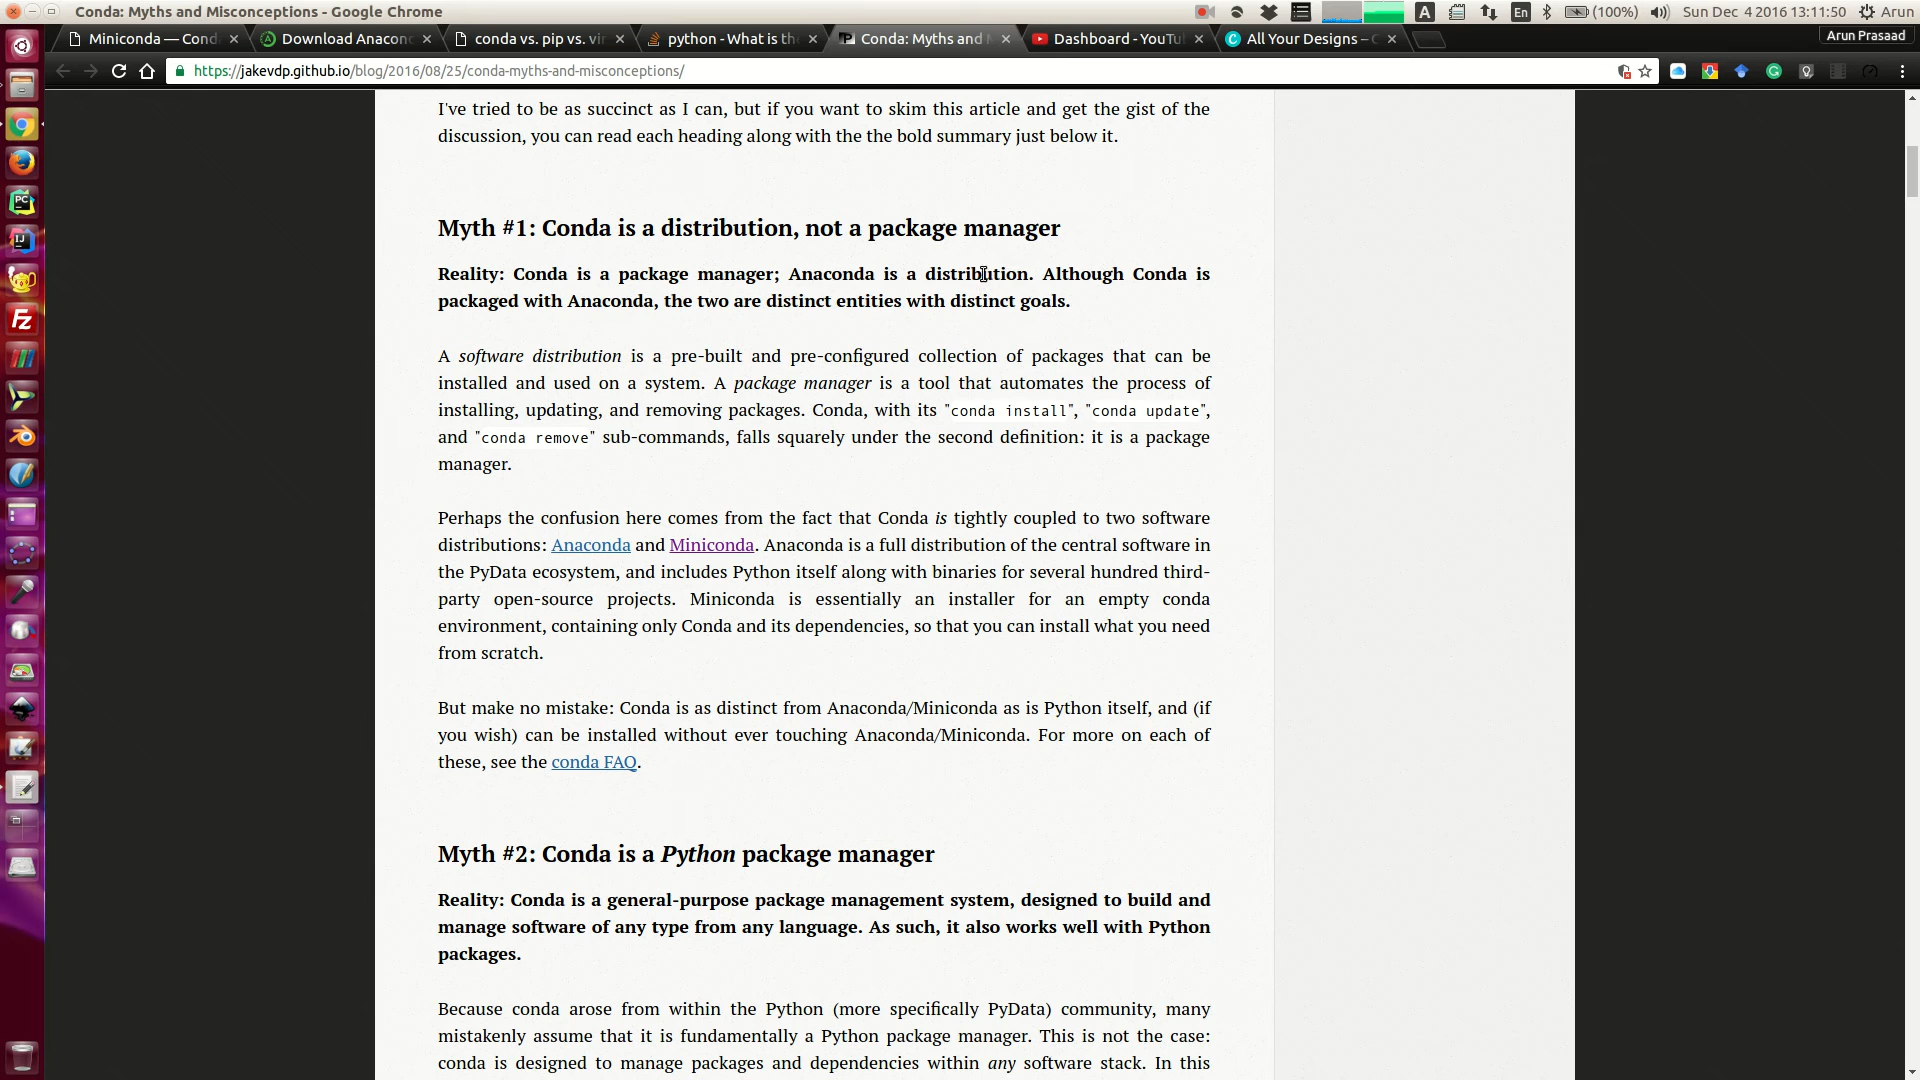 Conda: Myths and Misconceptions - Google Chrome
A
En
(100%)
Sun Dec 4 2016 13:11:50
Arun
Miniconda — Cond
Download Anacon
conda vs. pip vs. vir
python - What is th
Conda: Myths and M
Dashboard - YouTu
All Your Designs – C
Arun Prasaad
https://jakevdp.github.io/blog/2016/08/25/conda-myths-and-misconceptions/
I've tried to be as succinct as I can, but if you want to skim this article and get the gist of the
discussion, you can read each heading along with the the bold summary just below it.
Myth #1: Conda is a distribution, not a package manager
Reality: Conda is a package manager; Anaconda is a distribution. Although Conda is
packaged with Anaconda, the two are distinct entities with distinct goals.
A software distribution is a pre-built and pre-configured collection of packages that can be
installed and used on a system. A package manager is a tool that automates the process of
installing, updating, and removing packages. Conda, with its "conda install", "conda update",
and "conda remove" sub-commands, falls squarely under the second definition: it is a package
manager.
Perhaps the confusion here comes from the fact that Conda is tightly coupled to two software
distributions: Anaconda and Miniconda. Anaconda is a full distribution of the central software in
the PyData ecosystem, and includes Python itself along with binaries for several hundred third-
party open-source projects. Miniconda is essentially an installer for an empty conda
environment, containing only Conda and its dependencies, so that you can install what you need
from scratch.
But make no mistake: Conda is as distinct from Anaconda/Miniconda as is Python itself, and (if
you wish) can be installed without ever touching Anaconda/Miniconda. For more on each of
these, see the conda FAQ.
Myth #2: Conda is a Python package manager
Reality: Conda is a general-purpose package management system, designed to build and
manage software of any type from any language. As such, it also works well with Python
packages.
Because conda arose from within the Python (more specifically PyData) community, many
mistakenly assume that it is fundamentally a Python package manager. This is not the case:
conda is designed to manage packages and dependencies within any software stack. In this
PC
IJ
Fz